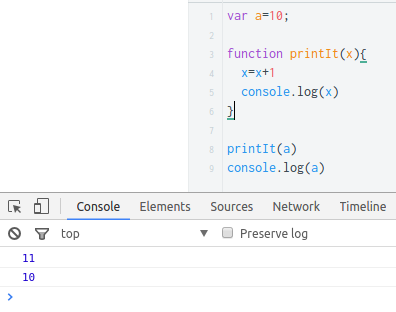 1 var a=10;
2
3 function printIt(x){
4   x=x+1
5   console.log(x)
6 }
7
8 printIt(a)
9 console.log(a)
Console Elements Sources Network Timeline
top Preserve log
11
10